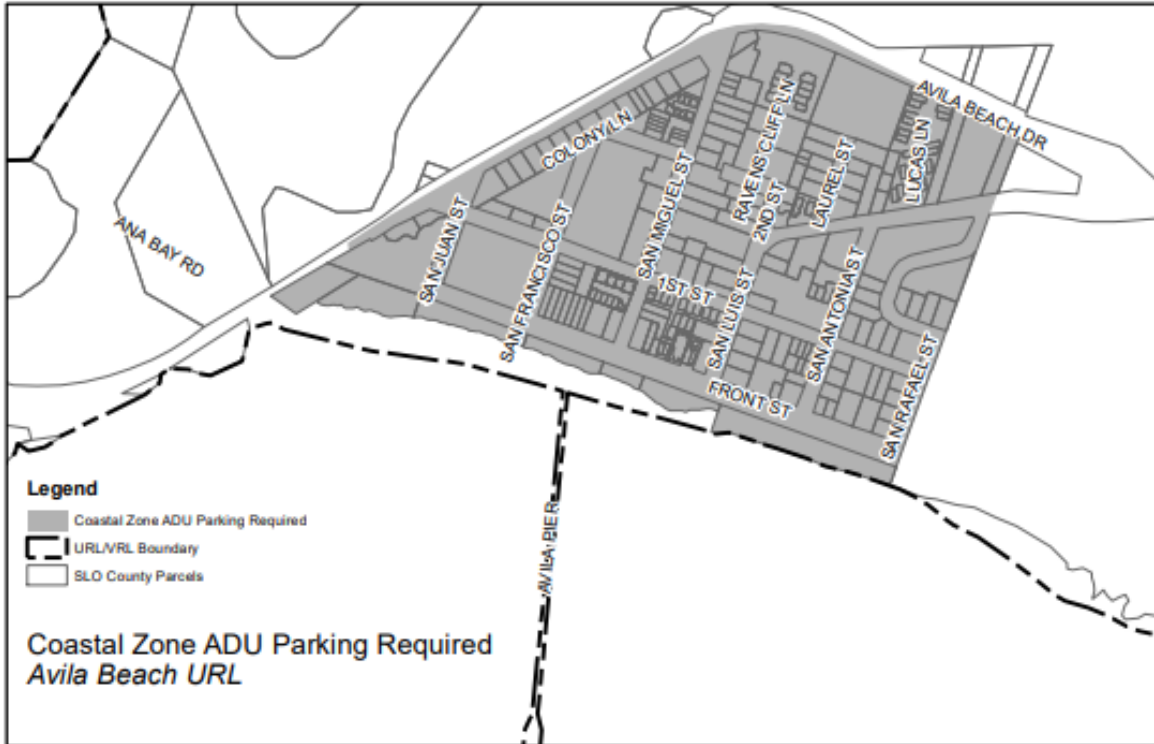 AVILA BEACH DR
COLONY LN
RAVENS CLIFF LN
LUCAS LN
LAUREL ST
2ND ST
SAN MIGUEL ST
ANA BAY RD
SAN JUAN ST
SAN FRANCISCO ST
1ST ST
SAN LUIS ST
SAN ANTONIA ST
SAN RAFAEL ST
FRONT ST
AVILA PIER
Legend
Coastal Zone ADU Parking Required
URL/VRL Boundary
SLO County Parcels
Coastal Zone ADU Parking Required
Avila Beach URL